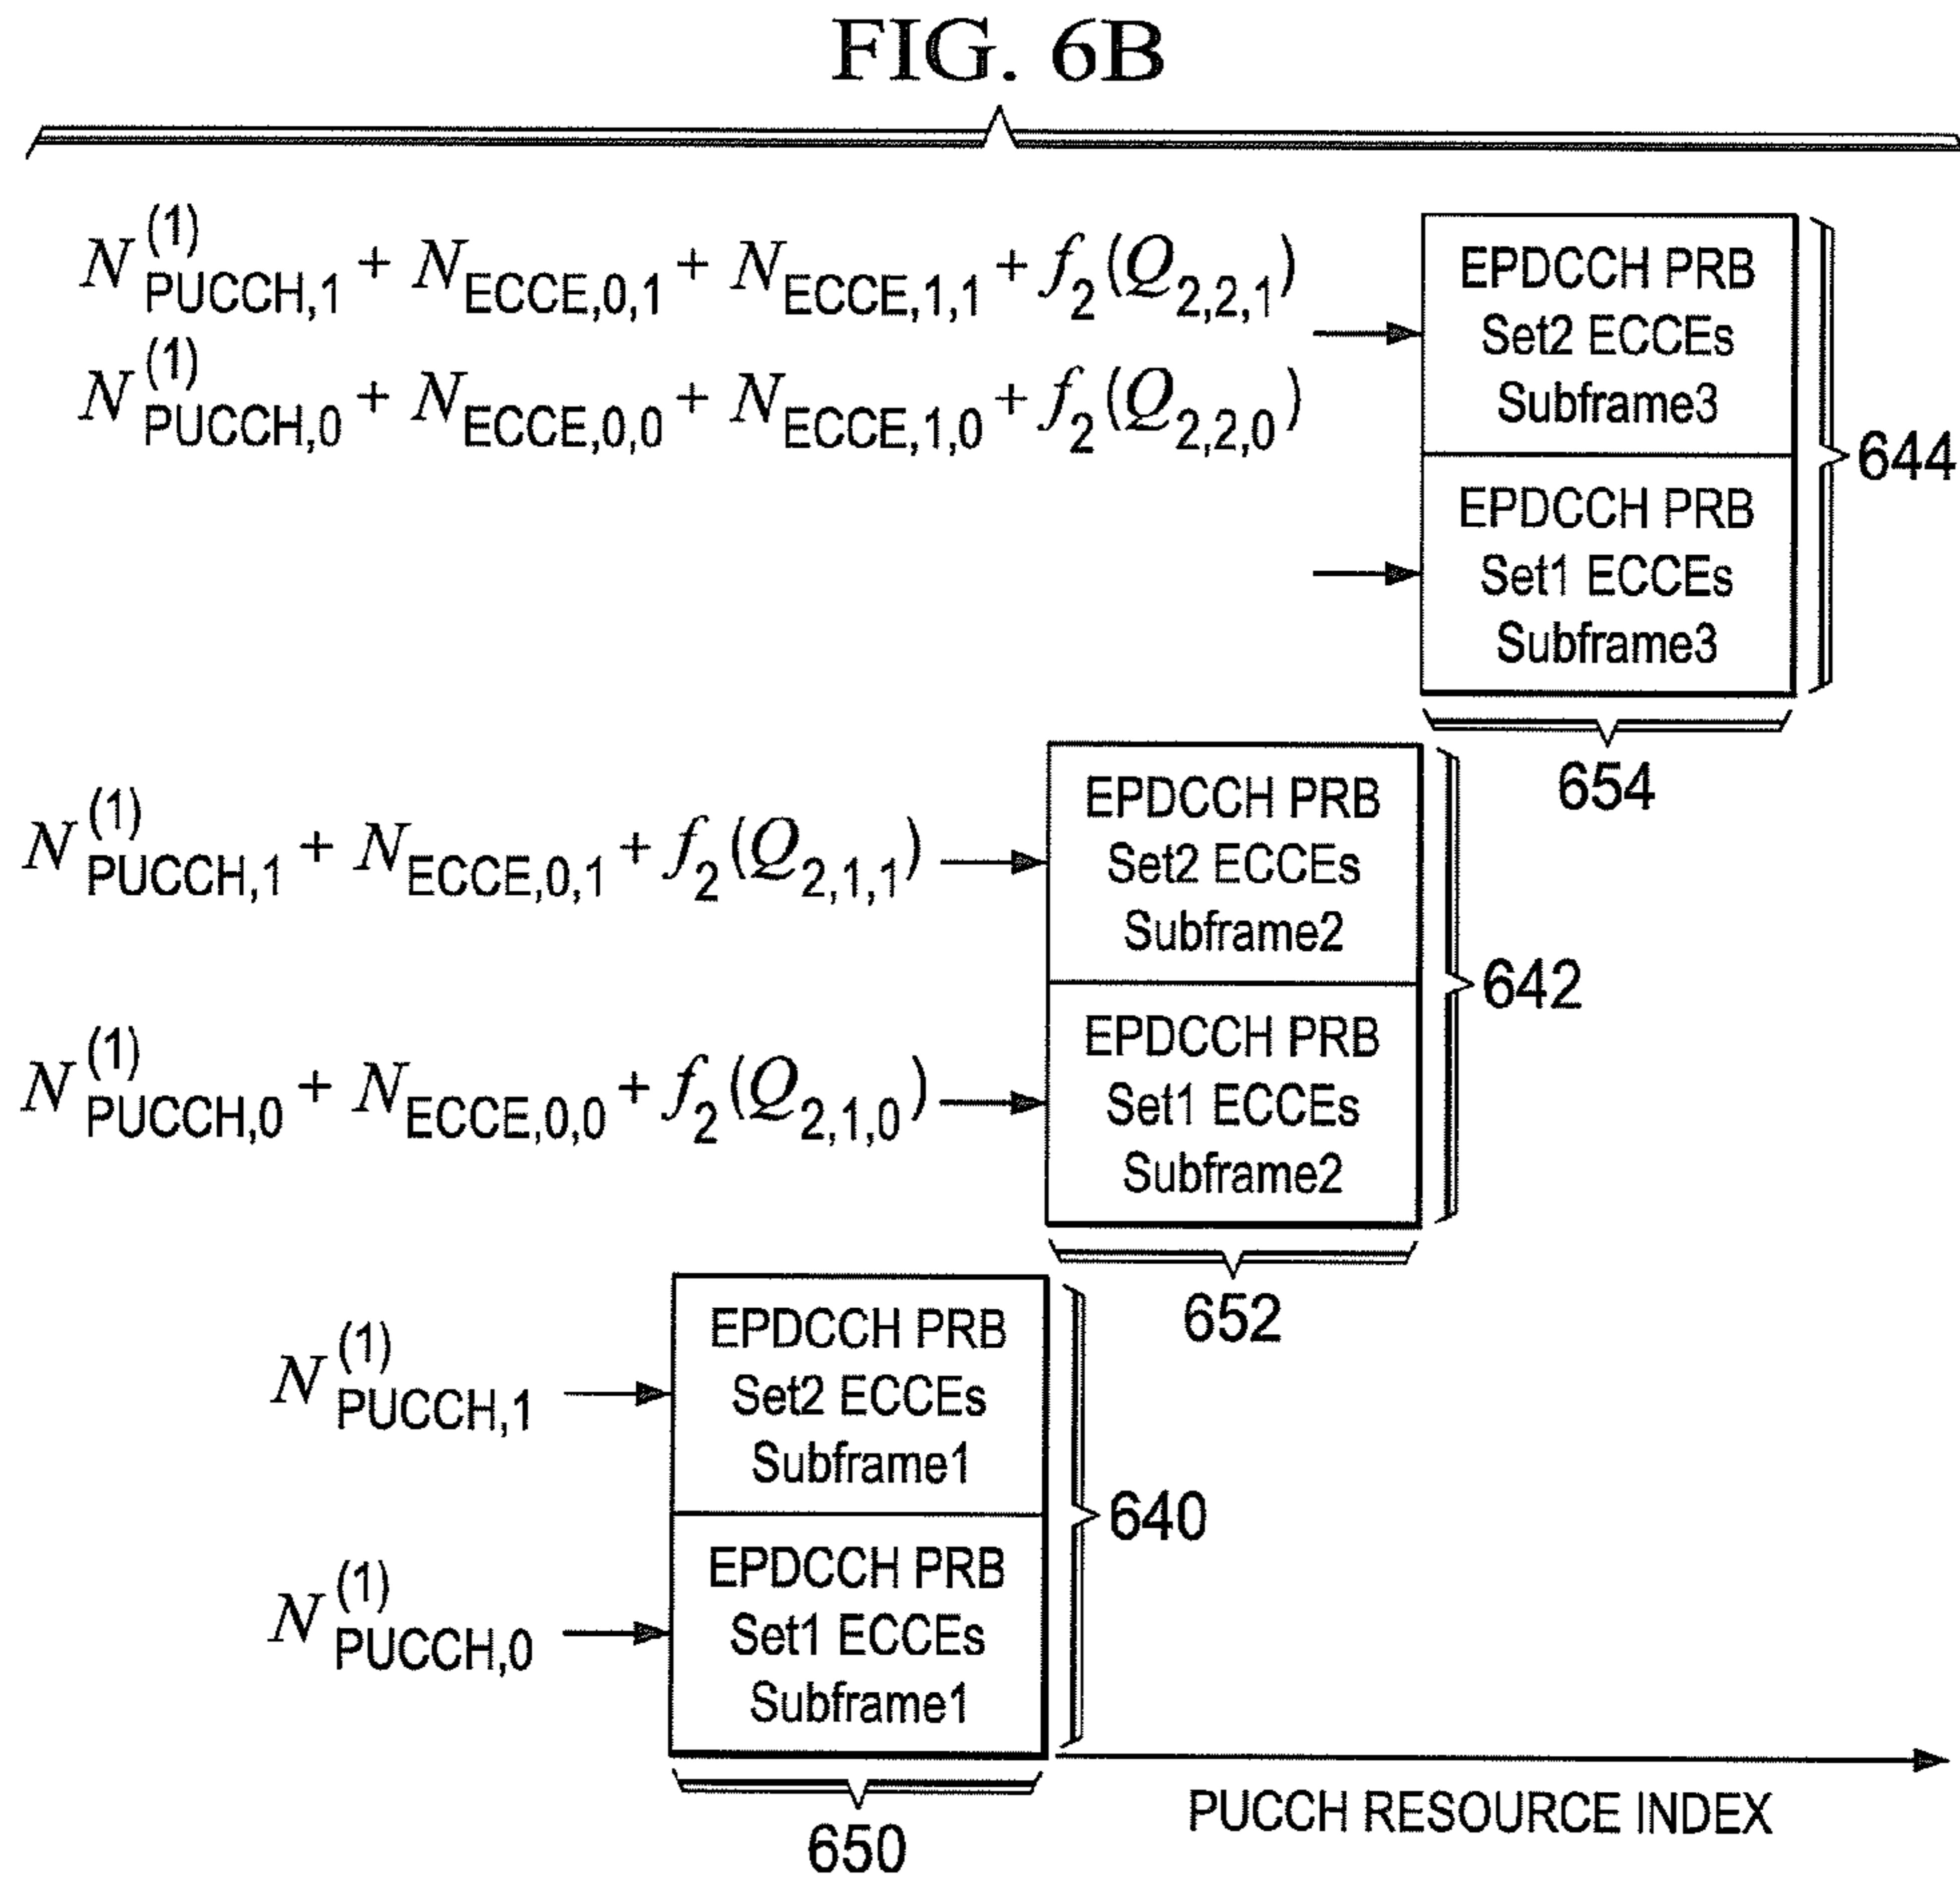 FIG. 6B
N^(1)_PUCCH,1 + N_ECCE,0,1 + N_ECCE,1,1 + f_2(Q_2,2,1)
N^(1)_PUCCH,0 + N_ECCE,0,0 + N_ECCE,1,0 + f_2(Q_2,2,0)
EPDCCH PRB
Set2 ECCEs
Subframe3
EPDCCH PRB
Set1 ECCEs
Subframe3
644
654
N^(1)_PUCCH,1 + N_ECCE,0,1 + f_2(Q_2,1,1)
EPDCCH PRB
Set2 ECCEs
Subframe2
N^(1)_PUCCH,0 + N_ECCE,0,0 + f_2(Q_2,1,0)
EPDCCH PRB
Set1 ECCEs
Subframe2
642
652
N^(1)_PUCCH,1
EPDCCH PRB
Set2 ECCEs
Subframe1
N^(1)_PUCCH,0
EPDCCH PRB
Set1 ECCEs
Subframe1
640
650
PUCCH RESOURCE INDEX